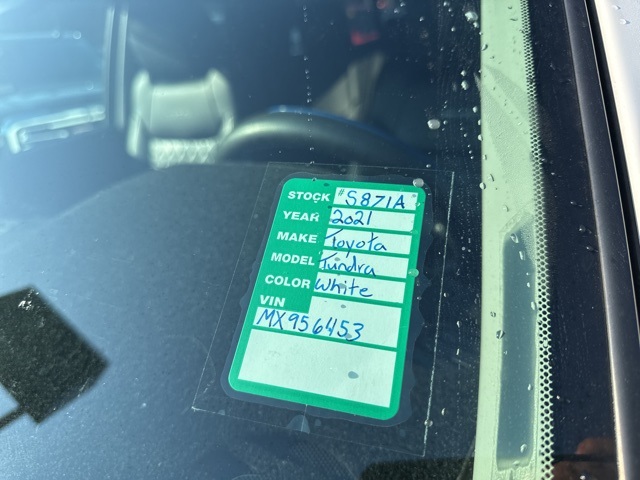 STOCK #S871A
YEAR 2021
MAKE Toyota
MODEL Tundra
COLOR White
VIN
MX956453